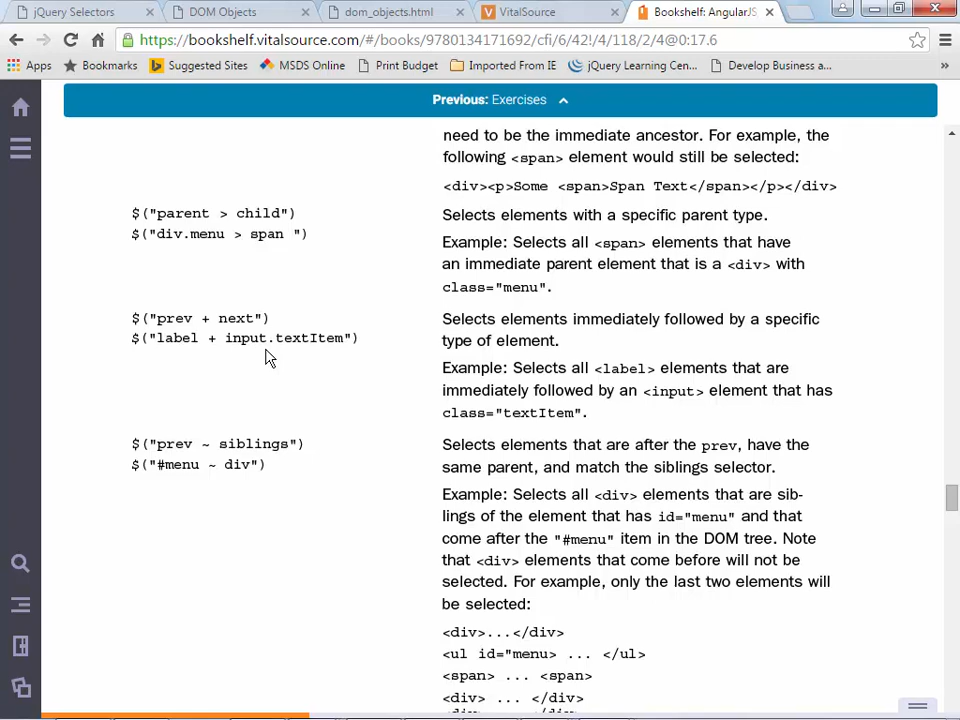 jQuery Selectors
DOM Objects
dom_objects.html
VitalSource
Bookshelf: AngularJS
https://bookshelf.vitalsource.com/#/books/9780134171692/cfi/6/42!/4/118/2/4@0:17.6
Apps
Bookmarks
Suggested Sites
MSDS Online
Print Budget
Imported From IE
jQuery Learning Cen...
Develop Business a...
»
Previous: Exercises
need to be the immediate ancestor. For example, the
following <span> element would still be selected:
<div><p>Some <span>Span Text</span></p></div>
$("parent > child")
Selects elements with a specific parent type.
$("div.menu > span ")
Example: Selects all <span> elements that have
an immediate parent element that is a <div> with
class="menu".
$("prev + next")
Selects elements immediately followed by a specific
$("label + input.textItem")
type of element.
Example: Selects all <label> elements that are
immediately followed by an <input> element that has
class="textItem".
$("prev ~ siblings")
Selects elements that are after the prev, have the
$("#menu ~ div")
same parent, and match the siblings selector.
Example: Selects all <div> elements that are sib-
lings of the element that has id="menu" and that
come after the "#menu" item in the DOM tree. Note
that <div> elements that come before will not be
selected. For example, only the last two elements will
be selected:
<div>...</div>
<ul id="menu> ... </ul>
<span> ... <span>
<div> ... </div>